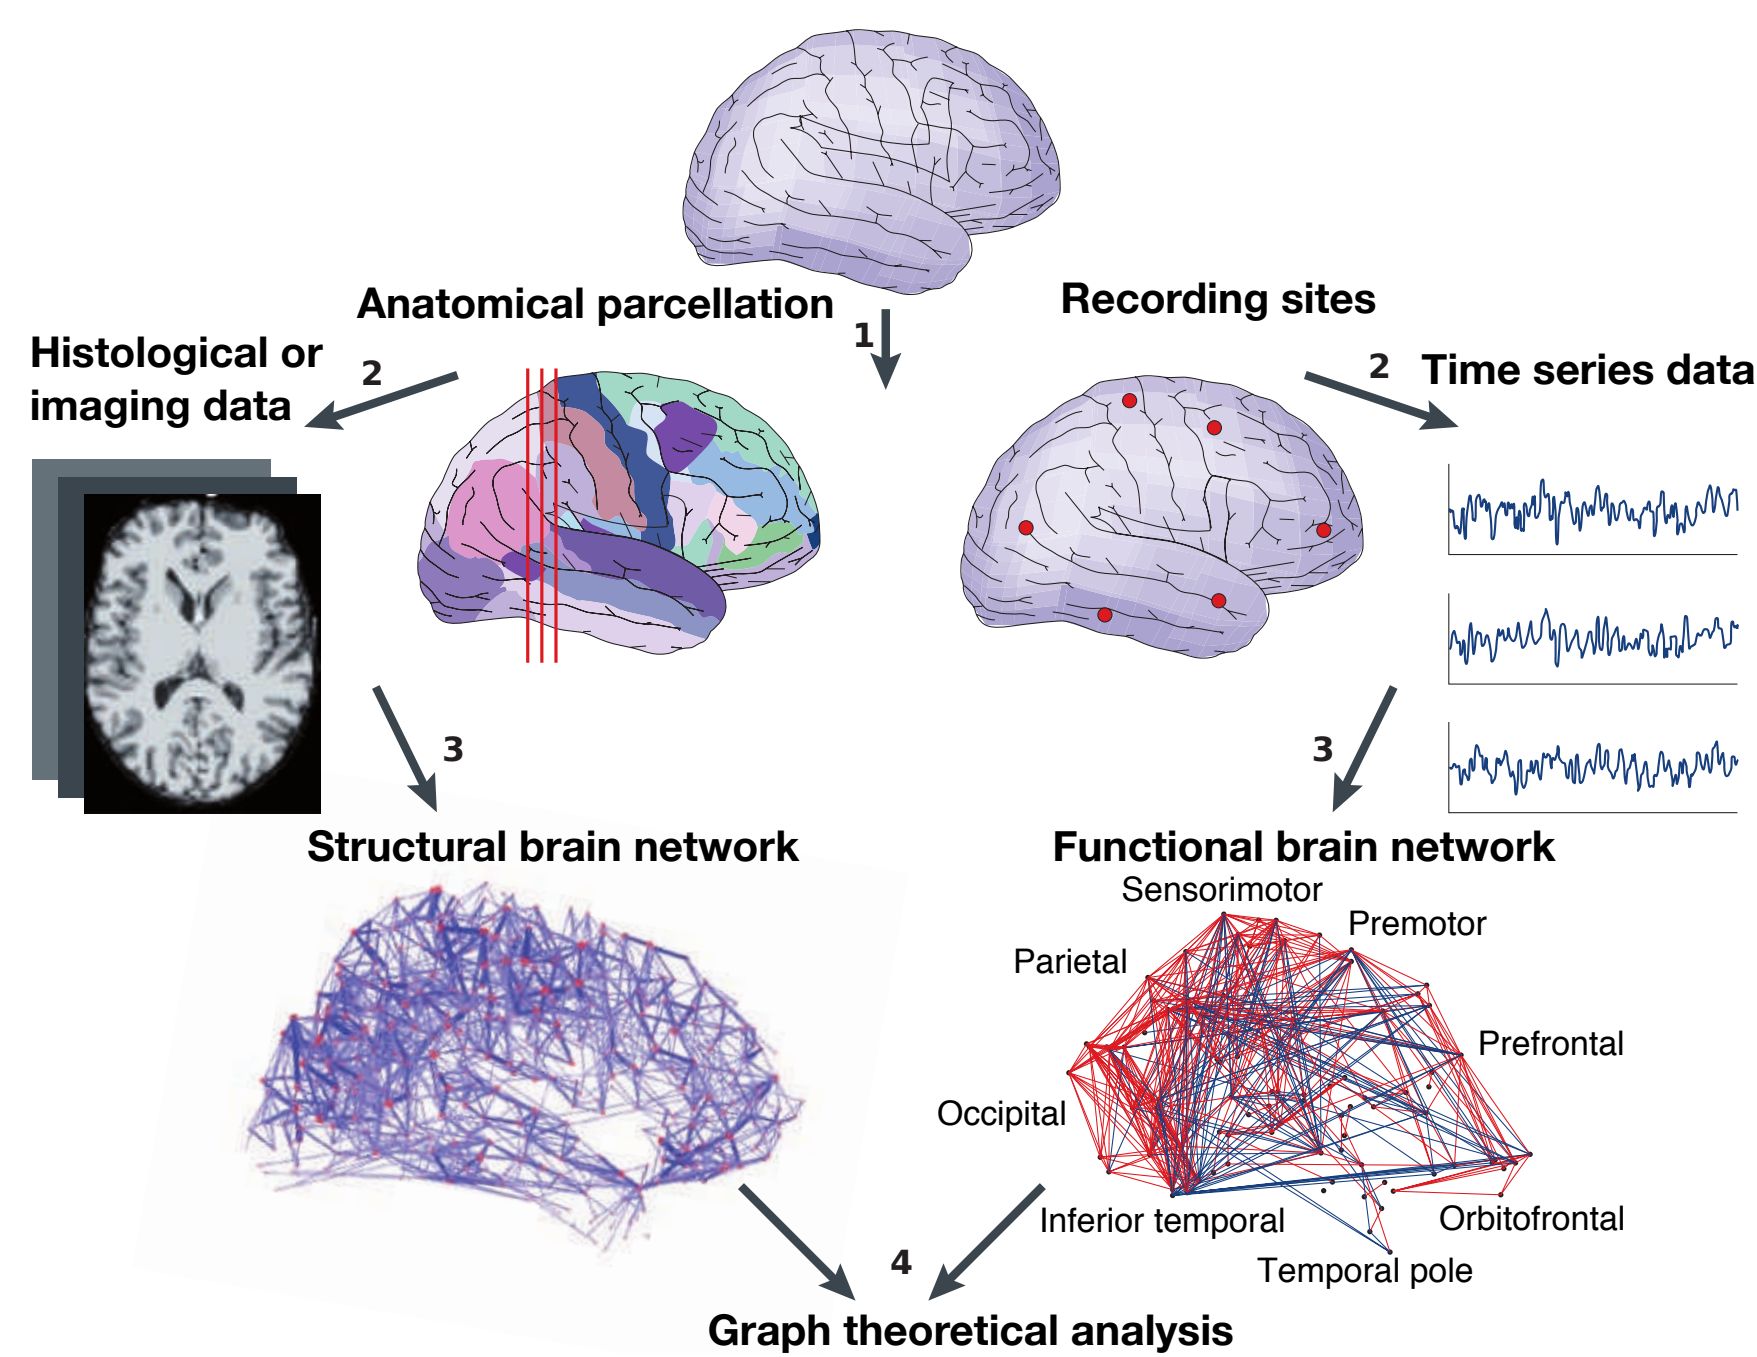 Anatomical parcellation
1
Recording sites
Histological or
imaging data
2
2
Time series data
3
3
Structural brain network
Functional brain network
Sensorimotor
Premotor
Parietal
Prefrontal
Occipital
Inferior temporal
Orbitofrontal
Temporal pole
4
Graph theoretical analysis